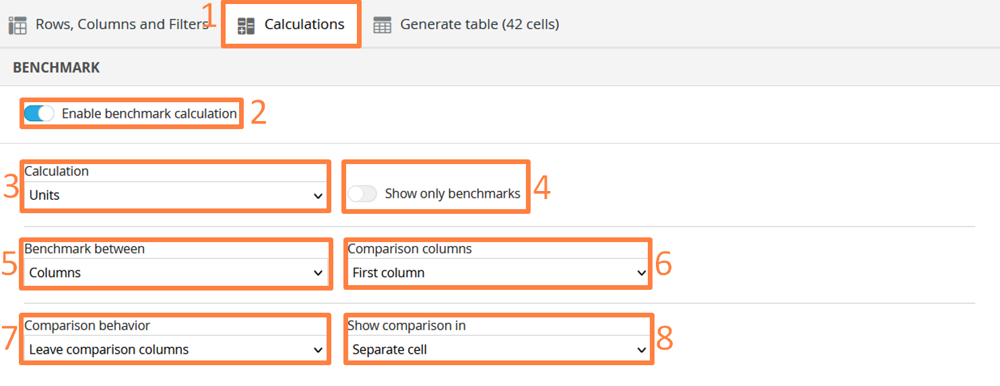 Rows, Columns and Filters 1 Calculations Generate table (42 cells)
BENCHMARK
Enable benchmark calculation 2
Calculation
3 Units Show only benchmarks 4
Benchmark between Comparison columns
5 Columns First column 6
Comparison behavior Show comparison in
7 Leave comparison columns Separate cell 8